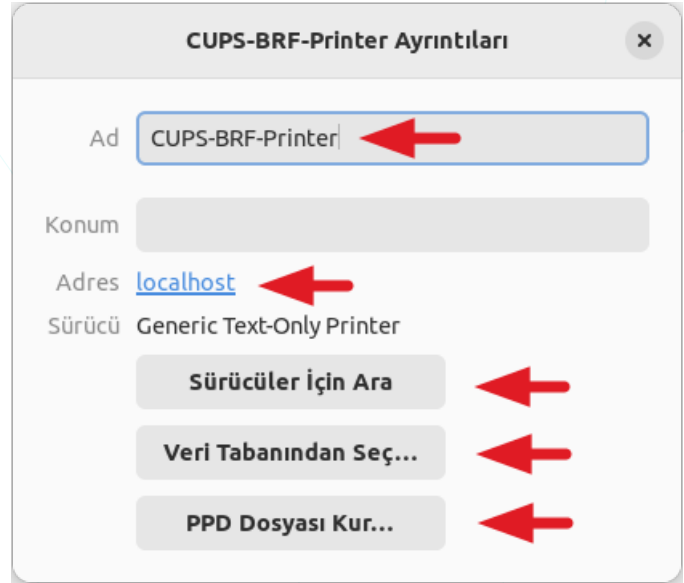 CUPS-BRF-Printer Ayrıntıları
Ad CUPS-BRF-Printer
Konum
Adres localhost
Sürücü Generic Text-Only Printer
Sürücüler İçin Ara
Veri Tabanından Seç...
PPD Dosyası Kur...